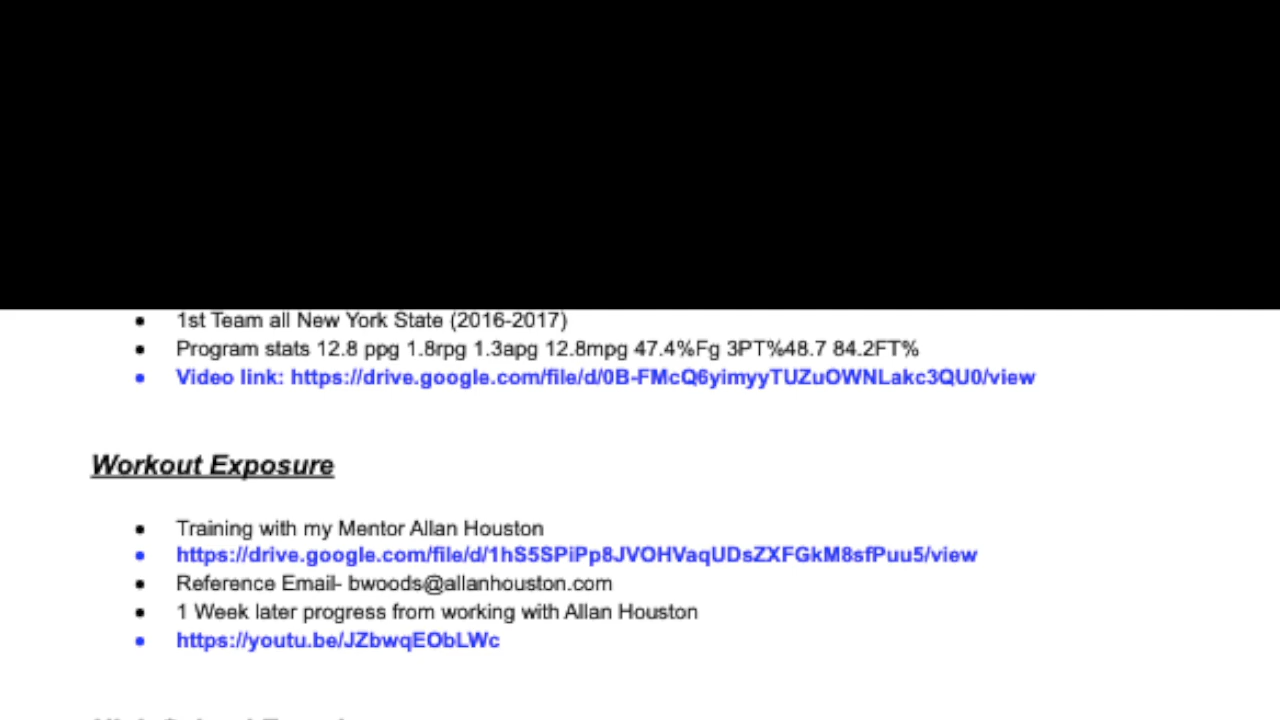 1st Team all New York State (2016-2017)
Program stats 12.8 ppg 1.8rpg 1.3apg 12.8mpg 47.4%Fg 3PT%48.7 84.2FT%
Video link: https://drive.google.com/file/d/0B-FMcQ6yimyyTUZuOWNLakc3QU0/view
Workout Exposure
Training with my Mentor Allan Houston
https://drive.google.com/file/d/1hS5SPiPp8JVOHVaqUDsZXFGkM8sfPuu5/view
Reference Email- bwoods@allanhouston.com
1 Week later progress from working with Allan Houston
https://youtu.be/JZbwqEObLWc